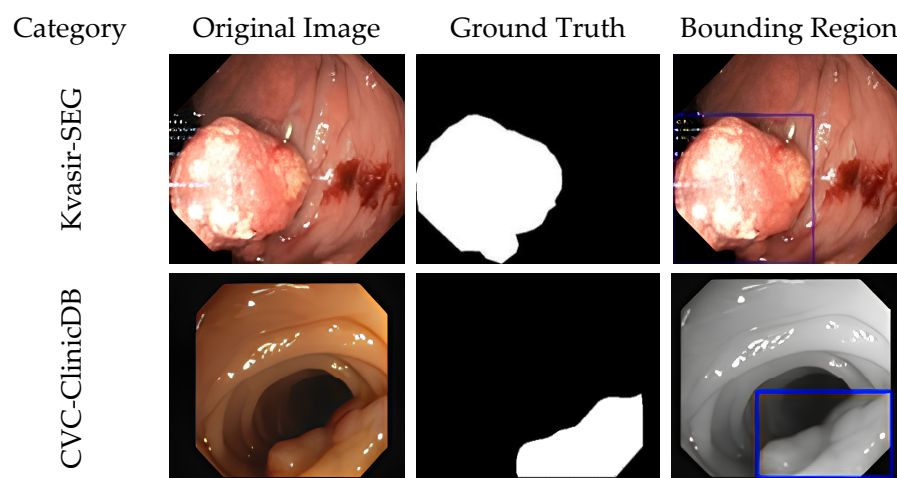 Category Original Image Ground Truth Bounding Region
Kvasir-SEG
CVC-ClinicDB